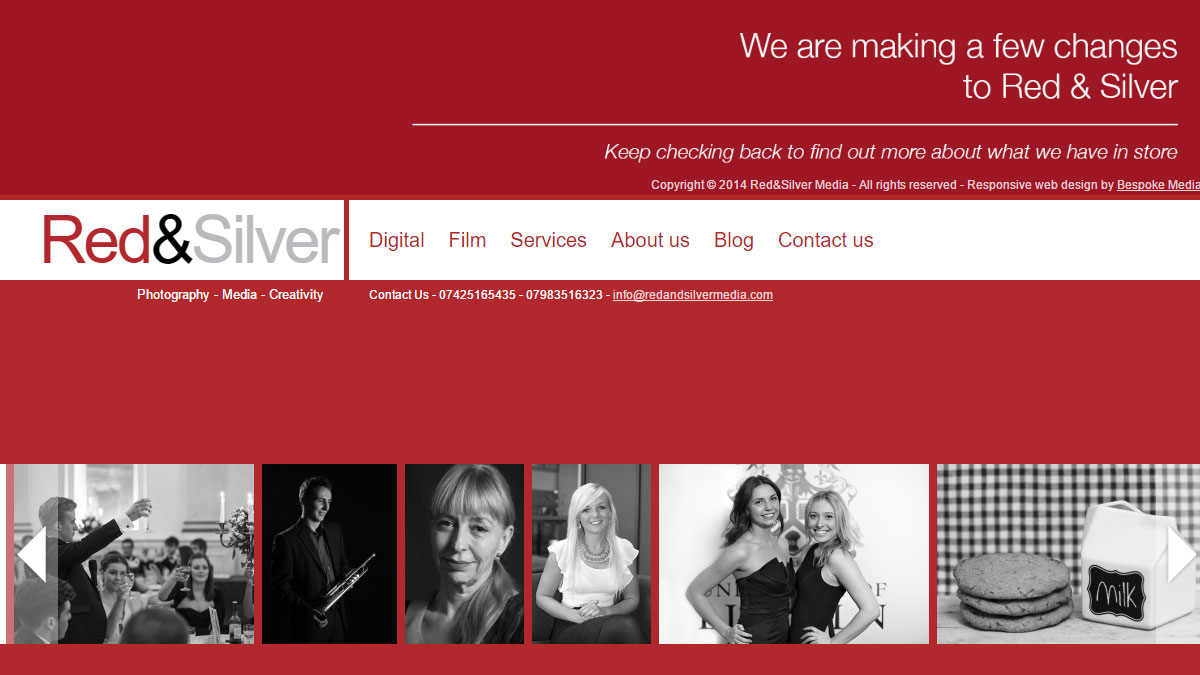 We are making a few changes
to Red & Silver
Keep checking back to find out more about what we have in store
Copyright © 2014 Red&Silver Media - All rights reserved - Responsive web design by Bespoke Media
Red&Silver
Digital Film Services About us Blog Contact us
Photography - Media - Creativity
Contact Us - 07425165435 - 07983516323 - info@redandsilvermedia.com
Milk